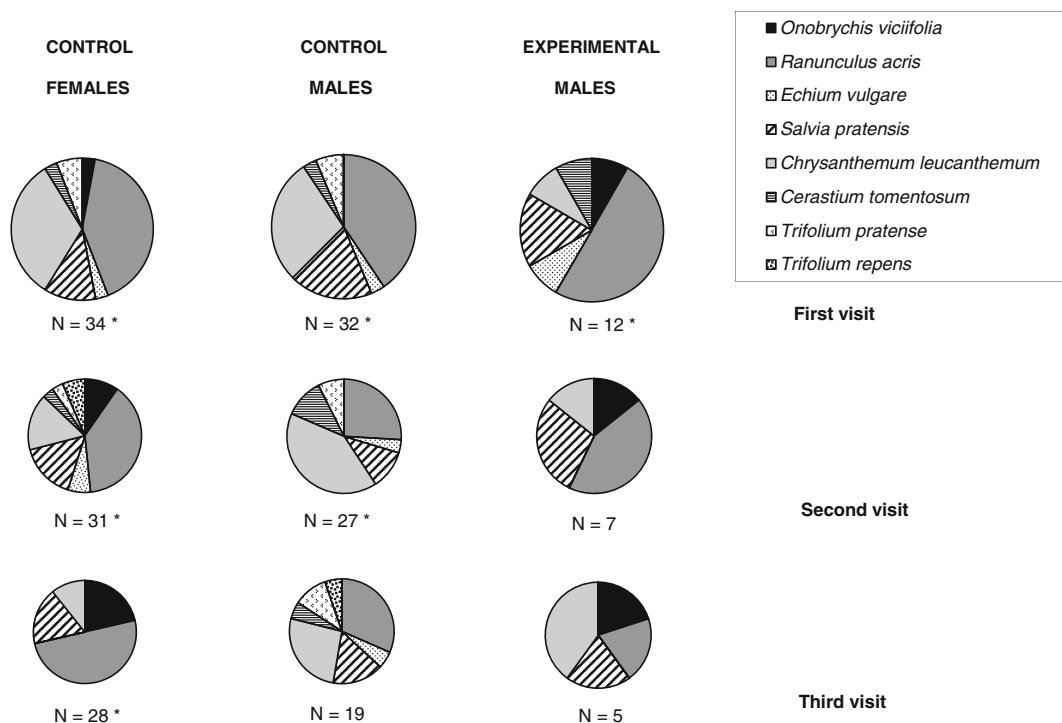 CONTROL
FEMALES
CONTROL
MALES
EXPERIMENTAL
MALES
Onobrychis viciifolia
Ranunculus acris
Echium vulgare
Salvia pratensis
Chrysanthemum leucanthemum
Cerastium tomentosum
Trifolium pratense
Trifolium repens
N = 34 *
N = 32 *
N = 12 *
First visit
N = 31 *
N = 27 *
N = 7
Second visit
N = 28 *
N = 19
N = 5
Third visit